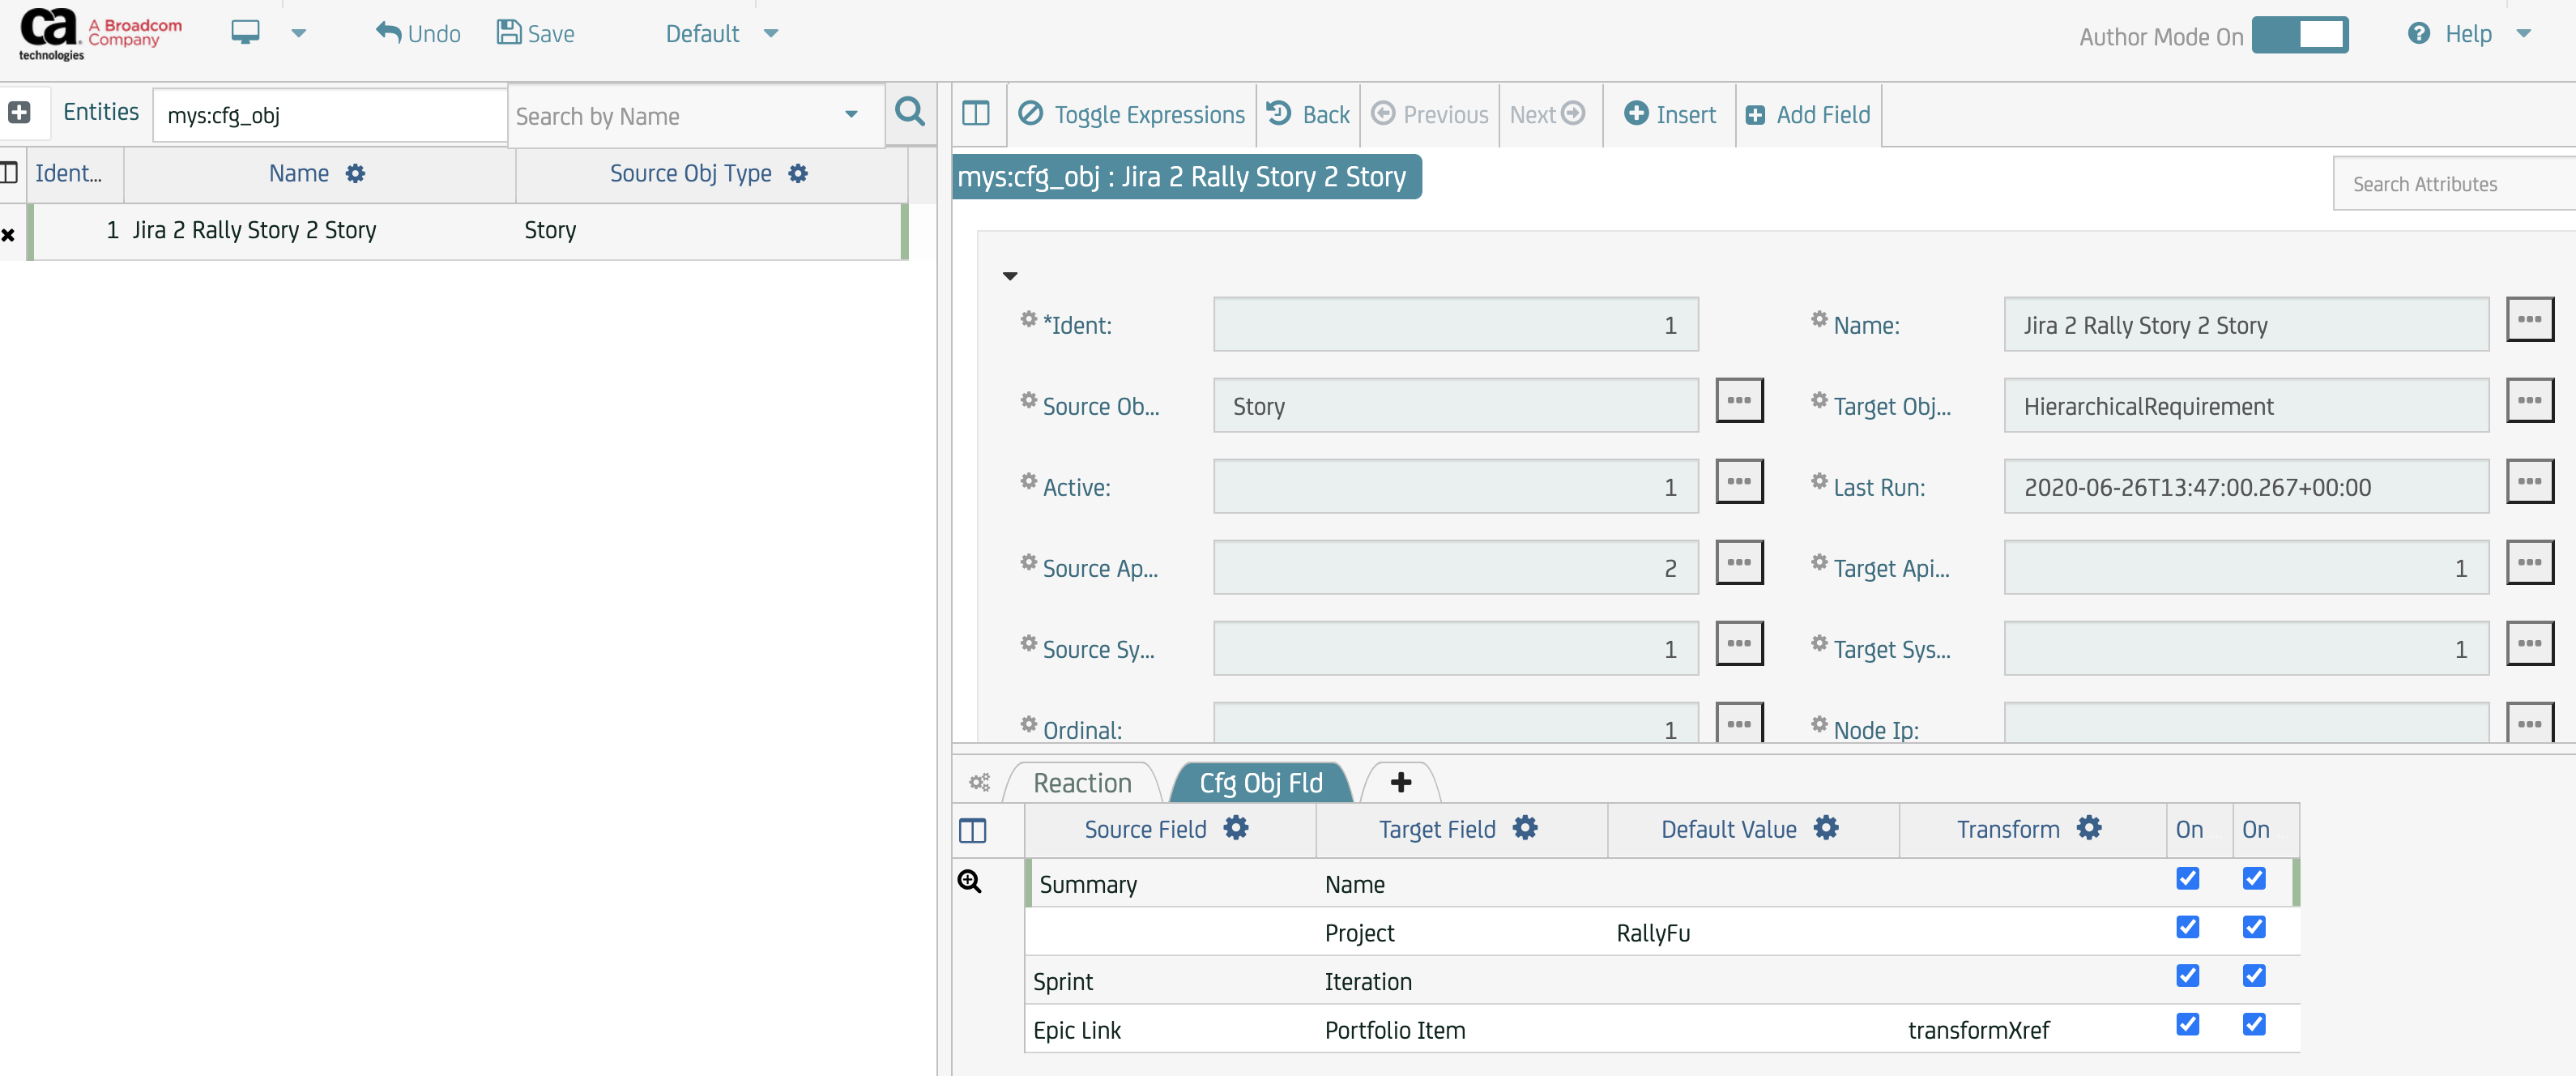 ca
technologies
A Broadcom
Company
Undo
Save
Default
Author Mode On
Help
Entities
mys:cfg_obj
Search by Name
Toggle Expressions
Back
Previous
Next
Insert
Add Field
Ident...
Name
Source Obj Type
1 Jira 2 Rally Story 2 Story Story
mys:cfg_obj : Jira 2 Rally Story 2 Story
Search Attributes
*Ident: 1
Name: Jira 2 Rally Story 2 Story
Source Ob... Story
Target Obj... HierarchicalRequirement
Active: 1
Last Run: 2020-06-26T13:47:00.267+00:00
Source Ap... 2
Target Api... 1
Source Sy... 1
Target Sys... 1
Ordinal: 1
Node Ip:
Reaction
Cfg Obj Fld
Source Field Target Field Default Value Transform On On
Summary Name
Project RallyFu
Sprint Iteration
Epic Link Portfolio Item transformXref